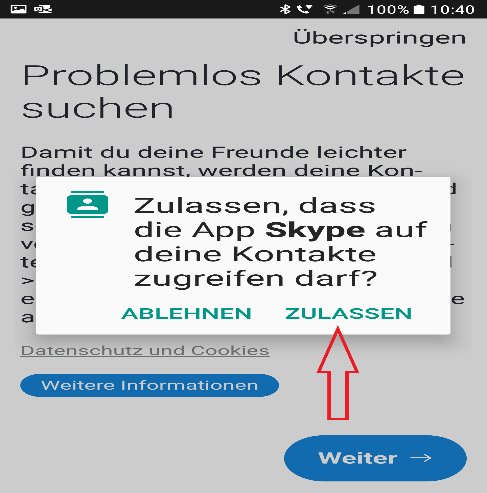 100% 10:40
Überspringen
Problemlos Kontakte
suchen
Damit du deine Freunde leichter
finden kannst, werden deine Kon-
Zulassen, dass
die App Skype auf
deine Kontakte
zugreifen darf?
ABLEHNEN ZULASSEN
Datenschutz und Cookies
Weitere Informationen
Weiter →